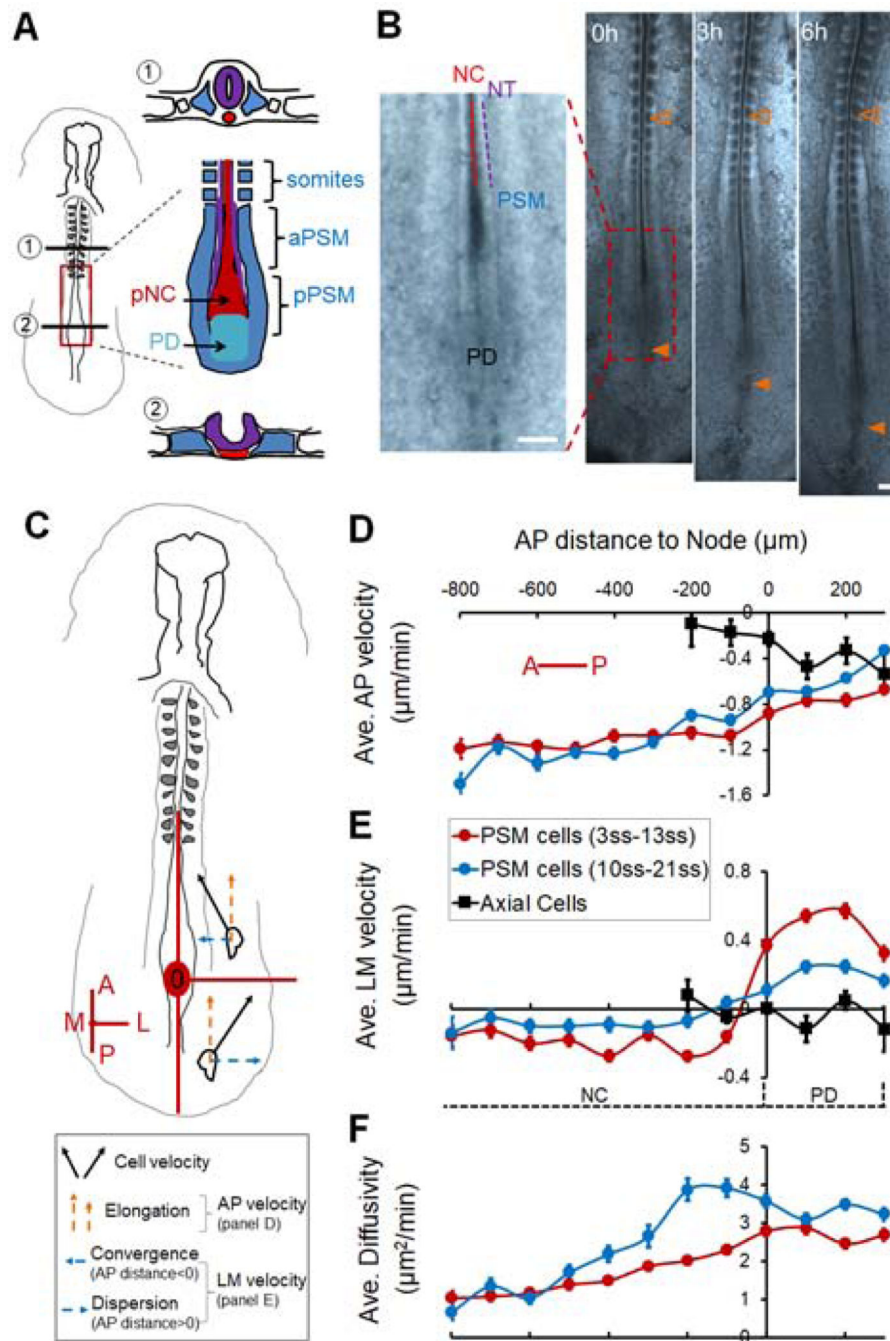 A
1
somites
aPSM
1
pNC
pPSM
PD
2
2
B
NC
NT
PSM
PD
0h
3h
6h
C
A
M
L
P
Cell velocity
Elongation
AP velocity
(panel D)
Convergence
(AP distance<0)
LM velocity
(panel E)
Dispersion
(AP distance>0)
D
AP distance to Node (µm)
-800
-600
-400
-200
0
200
0
-0.4
-0.8
-1.2
-1.6
Ave. AP velocity
(µm/min)
A
P
E
PSM cells (3ss-13ss)
PSM cells (10ss-21ss)
Axial Cells
0.8
0.4
0
-0.4
Ave. LM velocity
(µm/min)
NC
PD
F
5
4
3
2
1
0
Ave. Diffusivity
(µm²/min)